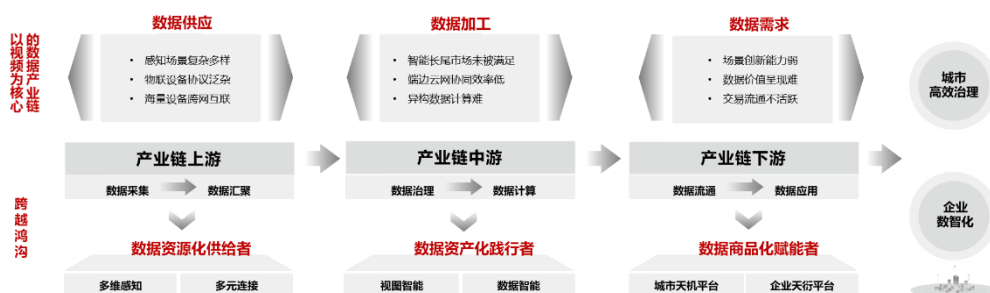 以视频为核心
的数据产业链
数据供应
数据加工
数据需求
• 感知场景复杂多样
• 物联设备协议泛杂
• 海量设备跨网互联
• 智能长尾市场未被满足
• 端边云网协同效率低
• 异构数据计算难
• 场景创新能力弱
• 数据价值呈现难
• 交易流通不活跃
城市
高效治理
产业链上游
产业链中游
产业链下游
数据采集
数据汇聚
数据治理
数据计算
数据流通
数据应用
跨越鸿沟
企业
数智化
数据资源化供给者
数据资产化践行者
数据商品化赋能者
多维感知
多元连接
视图智能
数据智能
城市天机平台
企业天衍平台